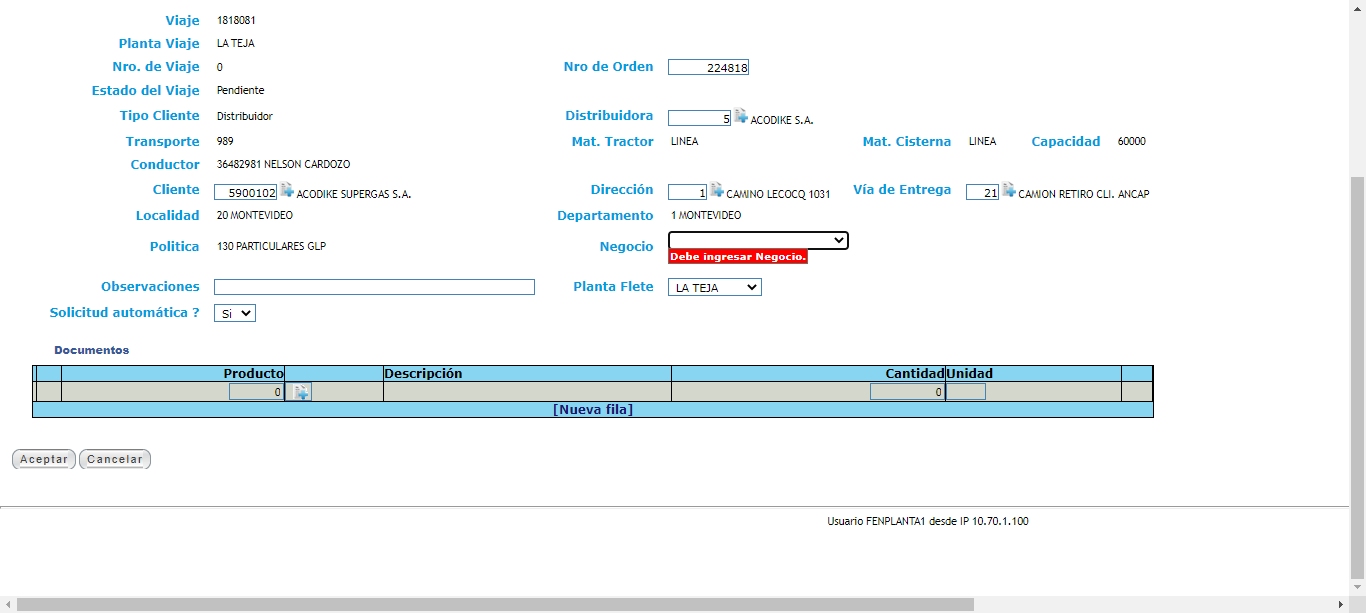 Viaje 1818081
Planta Viaje LA TEJA
Nro. de Viaje 0 Nro de Orden 224818
Estado del Viaje Pendiente
Tipo Cliente Distribuidor Distribuidora 5 ACODIKE S.A.
Transporte 989 Mat. Tractor LINEA Mat. Cisterna LINEA Capacidad 60000
Conductor 36482981 NELSON CARDOZO
Cliente 5900102 ACODIKE SUPERGAS S.A. Dirección 1 CAMINO LECOCQ 1031 Vía de Entrega 21 CAMION RETIRO CLI. ANCAP
Localidad 20 MONTEVIDEO Departamento 1 MONTEVIDEO
Politica 130 PARTICULARES GLP Negocio
Debe ingresar Negocio.
Observaciones Planta Flete LA TEJA
Solicitud automática ? Si
Documentos
Producto Descripción Cantidad Unidad
0 0
[Nueva fila]
Aceptar Cancelar
Usuario FENPLANTA1 desde IP 10.70.1.100